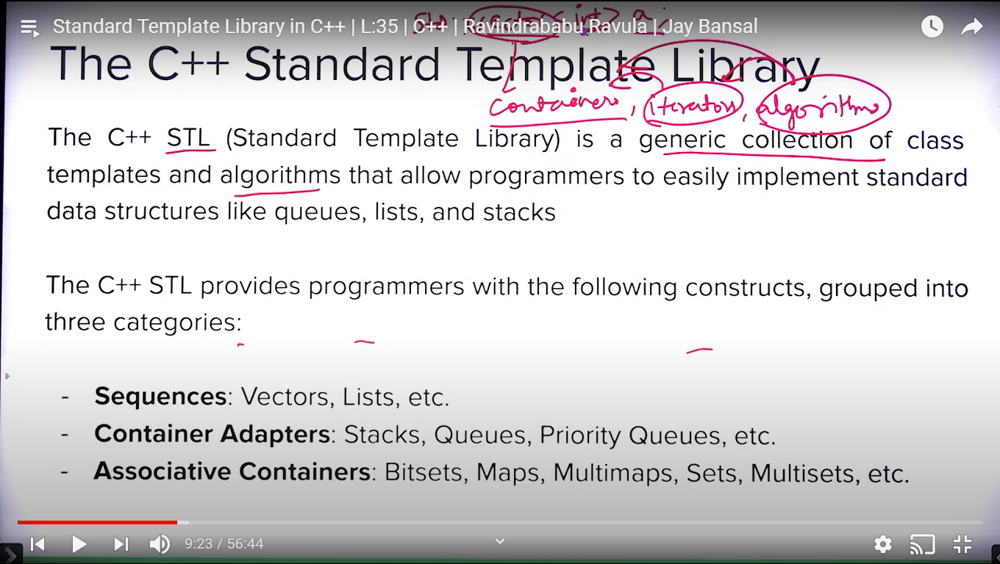 std::vector<int> a;
Standard Template Library in C++ | L:35 | C++ | Ravindrababu Ravula | Jay Bansal
The C++ Standard Template Library
containers, iterators, algorithms
The C++ STL (Standard Template Library) is a generic collection of class
templates and algorithms that allow programmers to easily implement standard
data structures like queues, lists, and stacks
The C++ STL provides programmers with the following constructs, grouped into
three categories:
- Sequences: Vectors, Lists, etc.
- Container Adapters: Stacks, Queues, Priority Queues, etc.
- Associative Containers: Bitsets, Maps, Multimaps, Sets, Multisets, etc.
9:23 / 56:44